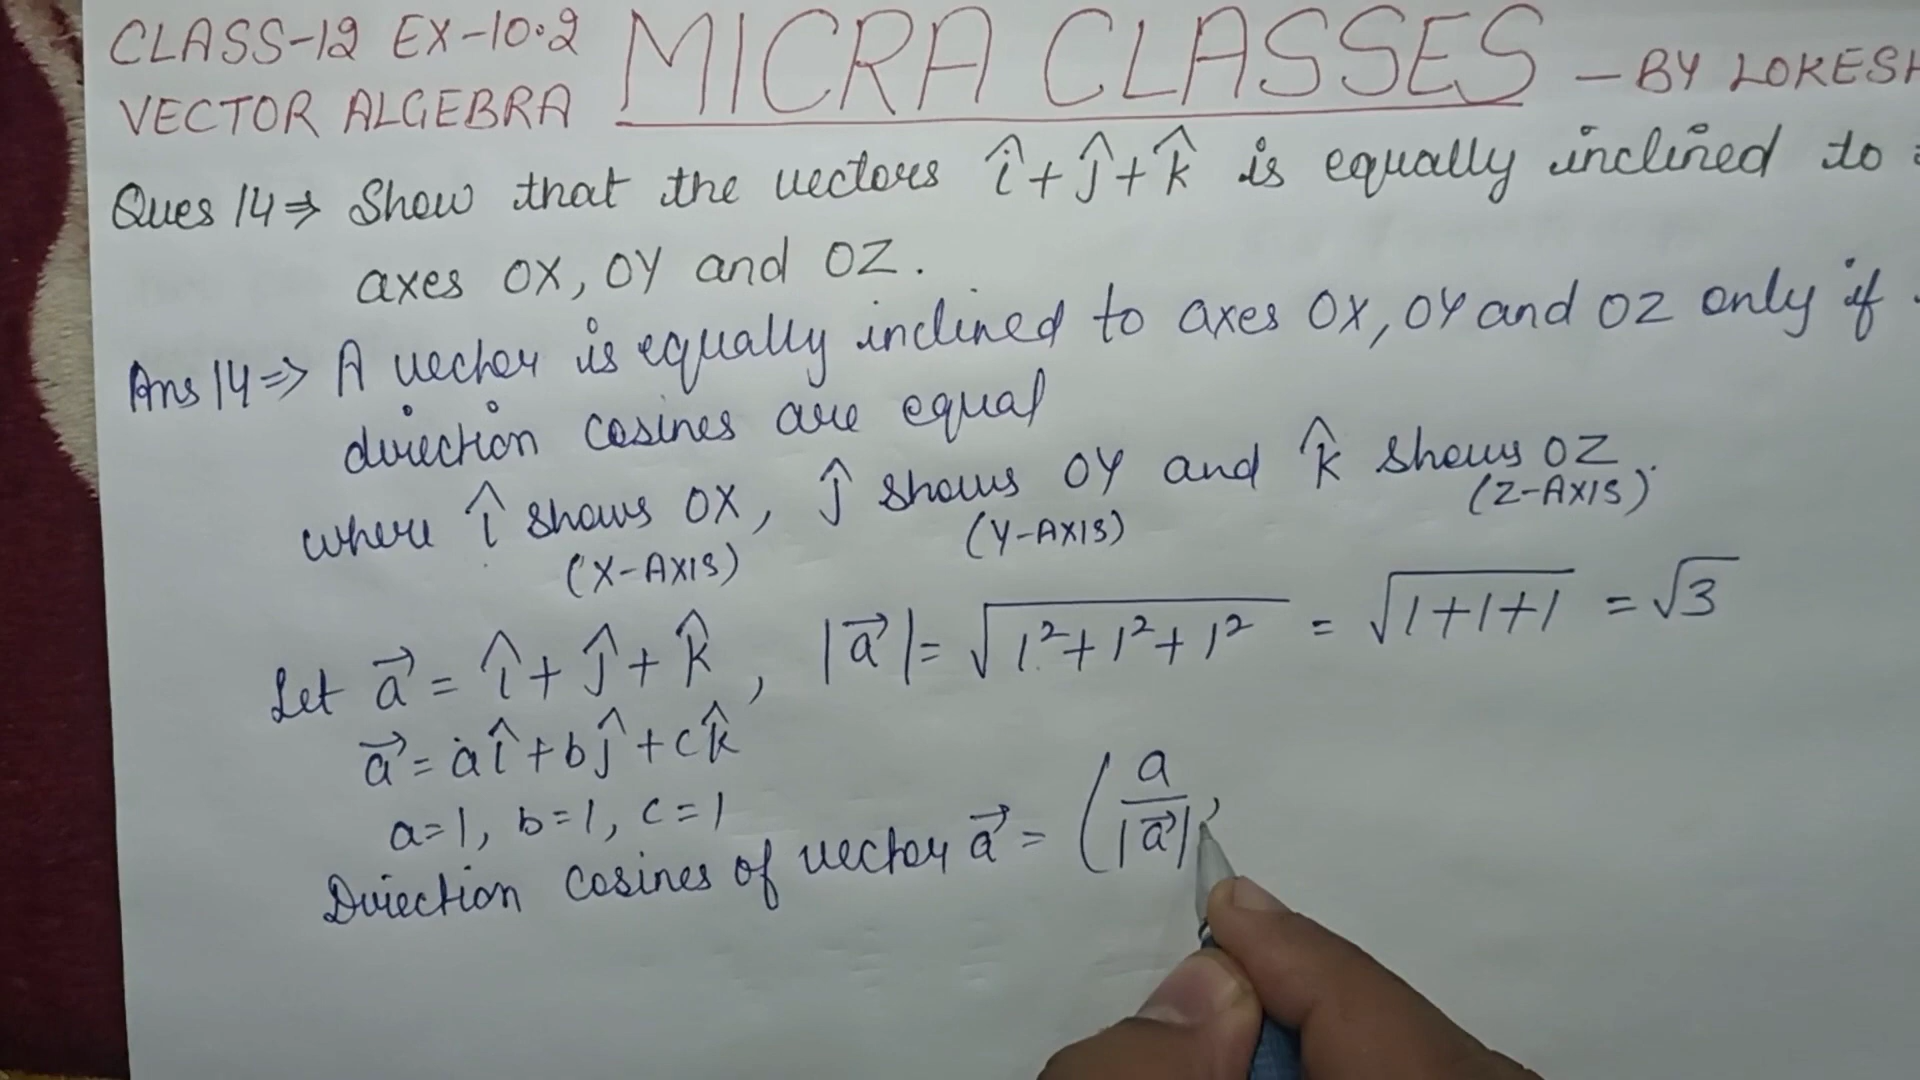 CLASS-12 EX-10.2
VECTOR ALGEBRA
MICRA CLASSES
— BY LOKESH
Ques 14⇒ Show that the vectors î+ĵ+k̂ is equally inclined to
axes OX, OY and OZ.
Ans 14⇒ A vector is equally inclined to axes OX, OY and OZ only if
direction cosines are equal
where î shows OX, ĵ shows OY and k̂ shows OZ
(X-AXIS) (Y-AXIS) (Z-AXIS).
Let a⃗ = î+ĵ+k̂, |a⃗|= √(1²+1²+1²) = √(1+1+1) = √3
a⃗ = aî+bĵ+ck̂
a=1, b=1, c=1
Direction cosines of vector a⃗ = (a/|a⃗|,